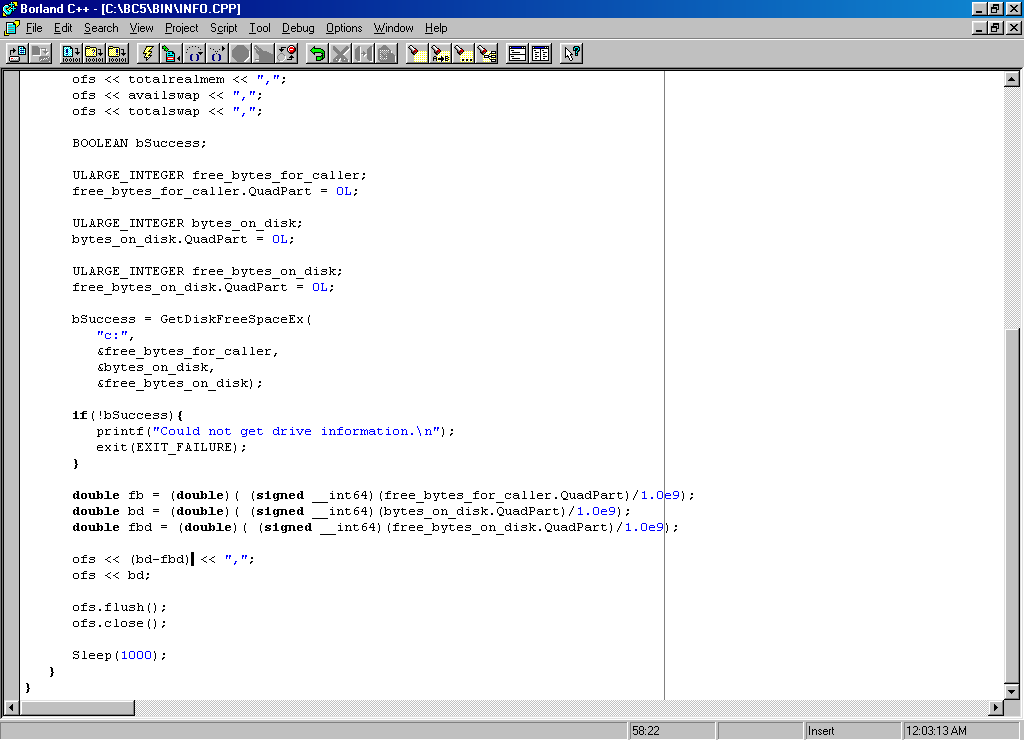 Borland C++ - [C:\BC5\BIN\INFO.CPP]
File Edit Search View Project Script Tool Debug Options Window Help
ofs << totalrealmem << ",";
ofs << availswap << ",";
ofs << totalswap << ",";
BOOLEAN bSuccess;
ULARGE_INTEGER free_bytes_for_caller;
free_bytes_for_caller.QuadPart = 0L;
ULARGE_INTEGER bytes_on_disk;
bytes_on_disk.QuadPart = 0L;
ULARGE_INTEGER free_bytes_on_disk;
free_bytes_on_disk.QuadPart = 0L;
bSuccess = GetDiskFreeSpaceEx(
"c:",
&free_bytes_for_caller,
&bytes_on_disk,
&free_bytes_on_disk);
if(!bSuccess){
printf("Could not get drive information.\n");
exit(EXIT_FAILURE);
}
double fb = (double)( (signed __int64)(free_bytes_for_caller.QuadPart)/1.0e9);
double bd = (double)( (signed __int64)(bytes_on_disk.QuadPart)/1.0e9);
double fbd = (double)( (signed __int64)(free_bytes_on_disk.QuadPart)/1.0e9);
ofs << (bd-fbd) << ",";
ofs << bd;
ofs.flush();
ofs.close();
Sleep(1000);
}
}
58:22 Insert 12:03:13 AM